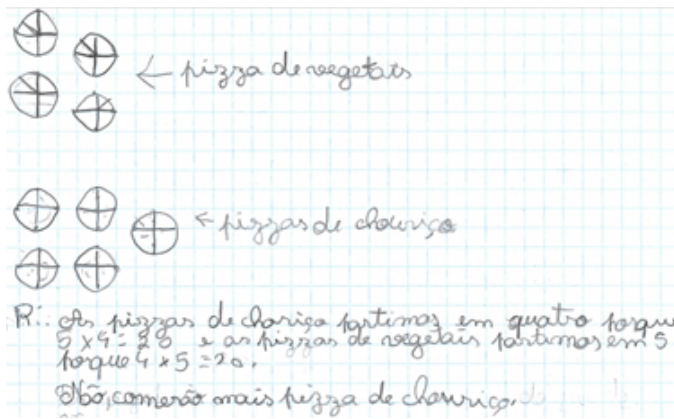 ← pizza de vegetais
← pizzas de chouriço
R.: As pizzas de choriço partimos em quatro porque
5 x 4 = 20 e as pizzas de vegetais partimos em 5
porque 4 x 5 = 20.
Não, comerão mais pizza de chouriço.